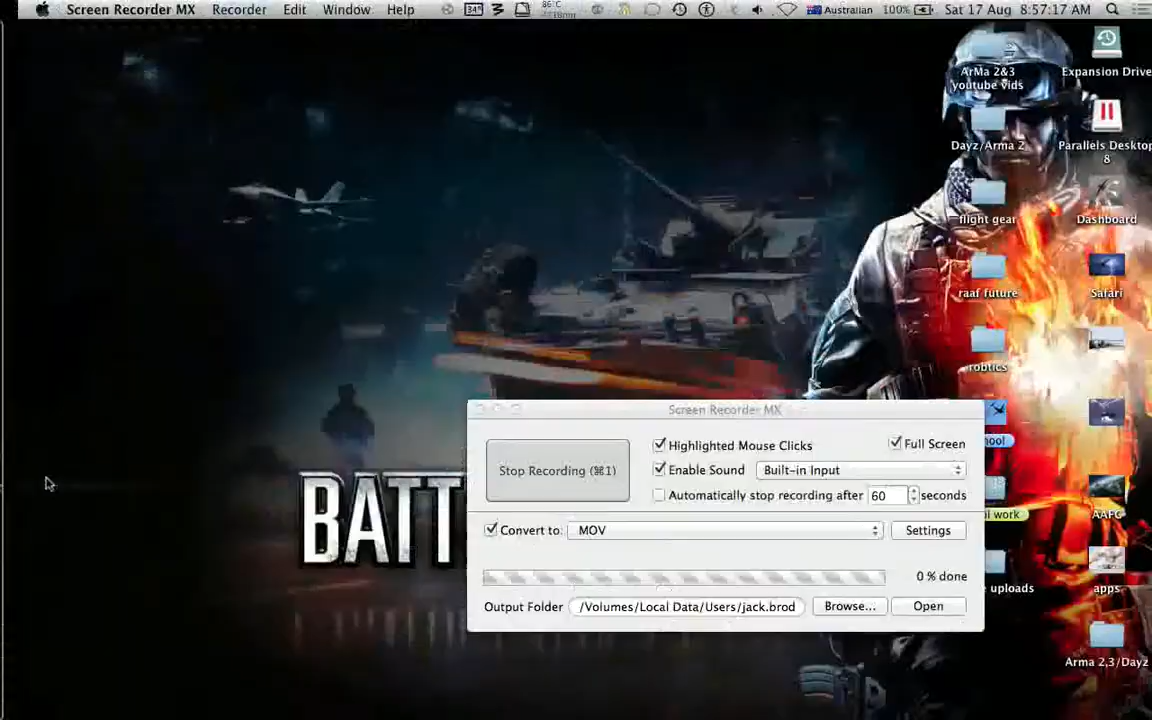 Screen Recorder MX Recorder Edit Window Help 34° 86°C Australian 100% Sat 17 Aug 8:57:17 AM
ArMa 2&3
youtube vids
Expansion Drive
Dayz/Arma 2
Parallels Desktop
8
flight gear
Dashboard
raaf future
Safari
robtics
Screen Recorder MX
Stop Recording (⌘1)
Highlighted Mouse Clicks
Full Screen
Enable Sound
Built-in Input
Automatically stop recording after 60 seconds
Convert to: MOV
Settings
0 % done
Output Folder /Volumes/Local Data/Users/jack.brod
Browse...
Open
BATT
ool
work
AAFC
uploads
apps
Arma 2,3/Dayz